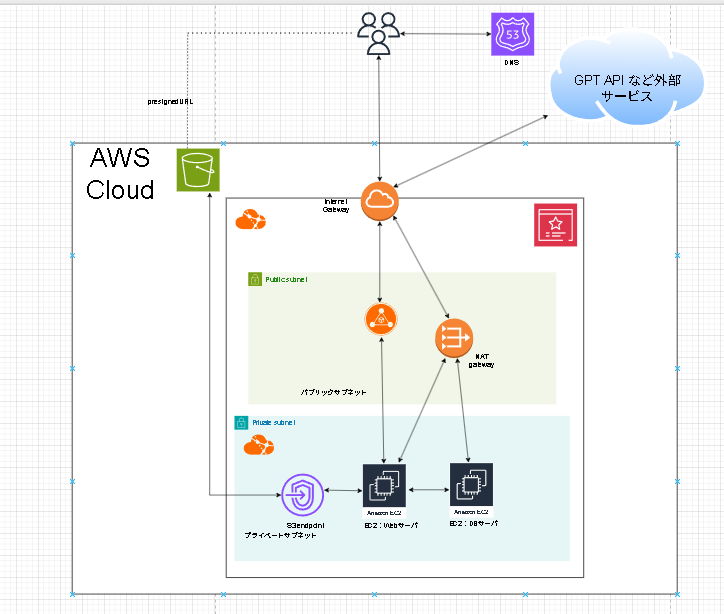 53
DNS
GPT API など外部
サービス
presignedURL
AWS
Cloud
Internet
Gateway
Public subnet
NAT
gateway
パブリックサブネット
Private subnet
Amazon EC2
Amazon EC2
S3endpoint
EC2：Webサーバ
EC2：DBサーバ
プライベートサブネット